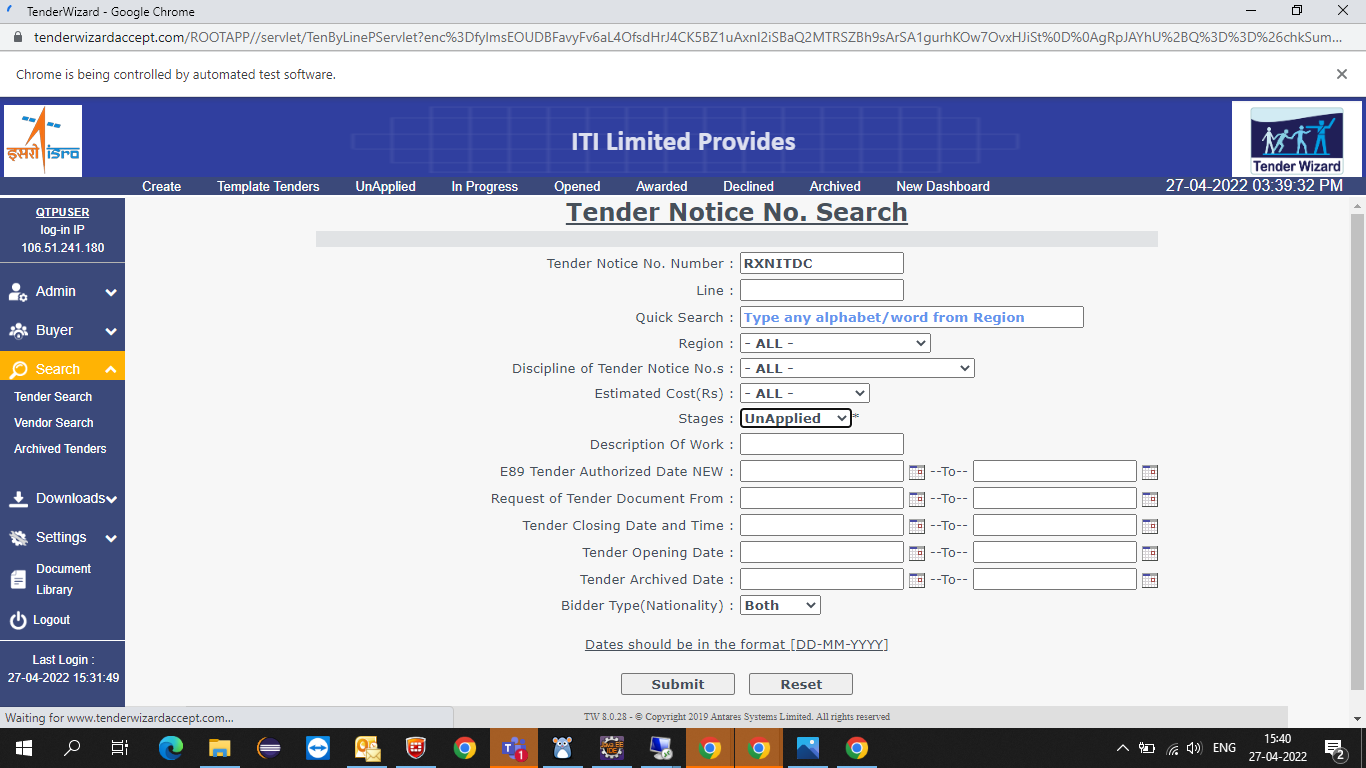 TenderWizard - Google Chrome
tenderwizardaccept.com/ROOTAPP//servlet/TenByLinePServlet?enc%3DfylmsEOUDBFavyFv6aL4OfsdHrJ4CK5BZ1uAxnI2iSBaQ2MTRSZBh9sArSA1gurhKOw7OvxHJiSt%0D%0AgRpJAYhU%2BQ%3D%3D%26chkSum...
Chrome is being controlled by automated test software.
इसरो isro
ITI Limited Provides
Tender Wizard
Create Template Tenders UnApplied In Progress Opened Awarded Declined Archived New Dashboard 27-04-2022 03:39:32 PM
QTPUSER
log-in IP
106.51.241.180
Admin
Buyer
Search
Tender Search
Vendor Search
Archived Tenders
Downloads
Settings
Document
Library
Logout
Last Login :
27-04-2022 15:31:49
Tender Notice No. Search
Tender Notice No. Number : RXNITDC
Line :
Quick Search : Type any alphabet/word from Region
Region : - ALL -
Discipline of Tender Notice No.s : - ALL -
Estimated Cost(Rs) : - ALL -
Stages : UnApplied *
Description Of Work :
E89 Tender Authorized Date NEW : --To--
Request of Tender Document From : --To--
Tender Closing Date and Time : --To--
Tender Opening Date : --To--
Tender Archived Date : --To--
Bidder Type(Nationality) : Both
Dates should be in the format [DD-MM-YYYY]
Submit Reset
Waiting for www.tenderwizardaccept.com...
TW 8.0.28 - © Copyright 2019 Antares Systems Limited. All rights reserved
1
ENG
15:40
27-04-2022
2